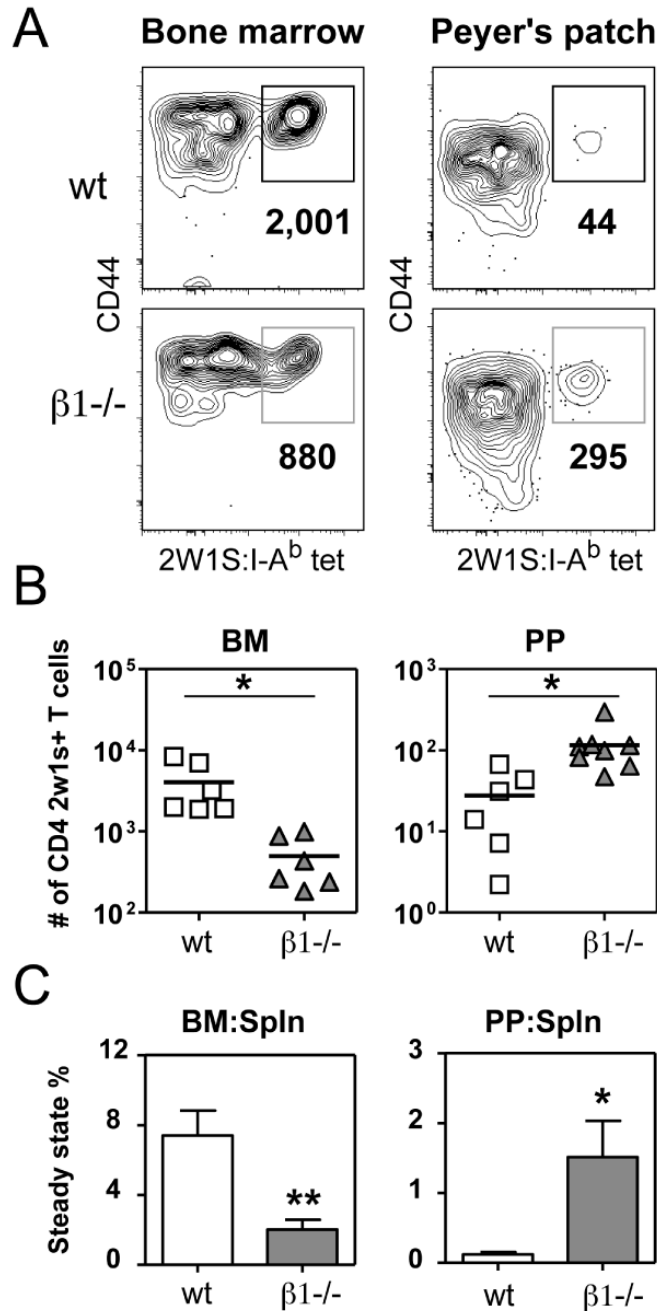 A
Bone marrow
Peyer's patch
wt
CD44
2,001
CD44
44
β1-/-
880
295
2W1S:I-Aᵇ tet
2W1S:I-Aᵇ tet
B
BM
PP
# of CD4 2w1s+ T cells
10⁵
10⁴
10³
10²
*
wt
β1-/-
10³
10²
10¹
10⁰
*
wt
β1-/-
C
BM:Spln
PP:Spln
Steady state %
12
8
4
0
**
wt
β1-/-
3
2
1
0
*
wt
β1-/-